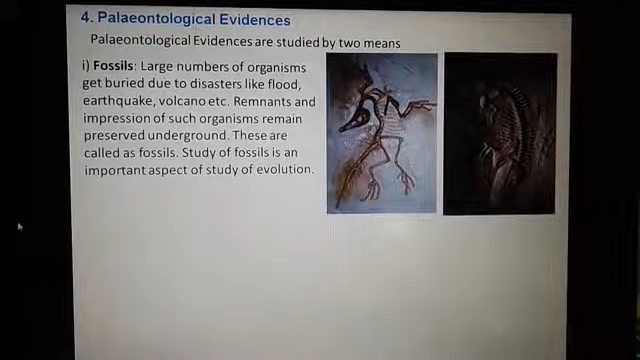 4. Palaeontological Evidences
Palaeontological Evidences are studied by two means
i) Fossils: Large numbers of organisms
get buried due to disasters like flood,
earthquake, volcano etc. Remnants and
impression of such organisms remain
preserved underground. These are
called as fossils. Study of fossils is an
important aspect of study of evolution.